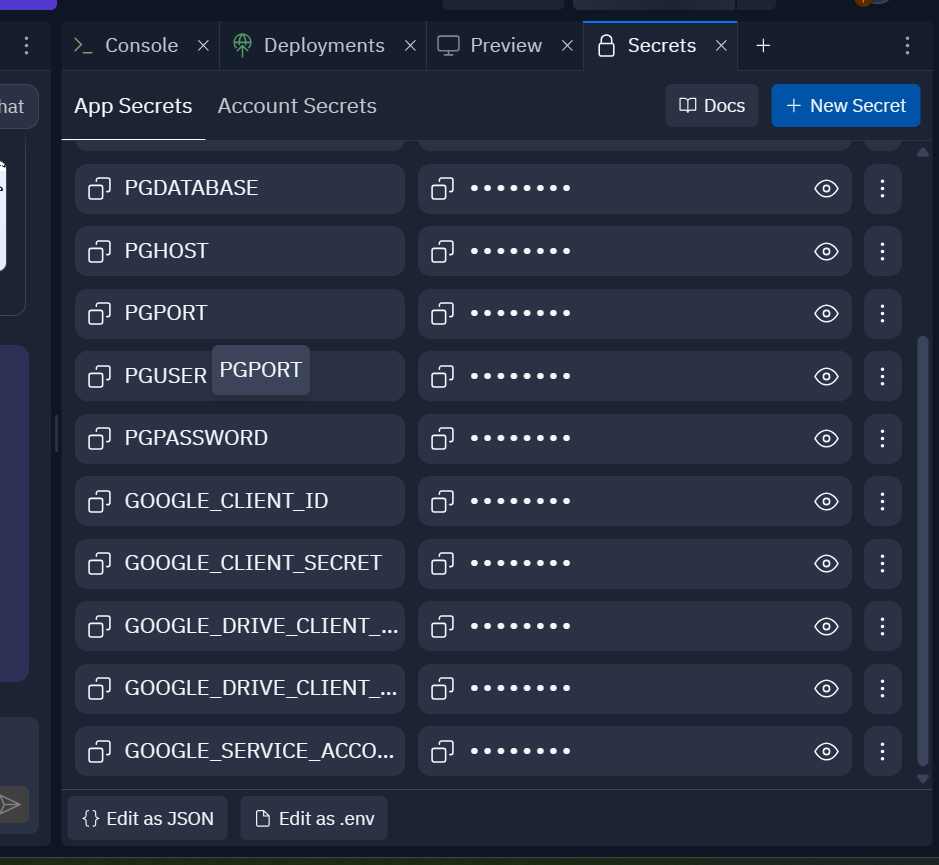 Console Deployments Preview Secrets
hat
App Secrets Account Secrets Docs New Secret
PGDATABASE ••••••••
PGHOST ••••••••
PGPORT ••••••••
PGUSER PGPORT ••••••••
PGPASSWORD ••••••••
GOOGLE_CLIENT_ID ••••••••
GOOGLE_CLIENT_SECRET ••••••••
GOOGLE_DRIVE_CLIENT_... ••••••••
GOOGLE_DRIVE_CLIENT_... ••••••••
GOOGLE_SERVICE_ACCO... ••••••••
{} Edit as JSON Edit as .env